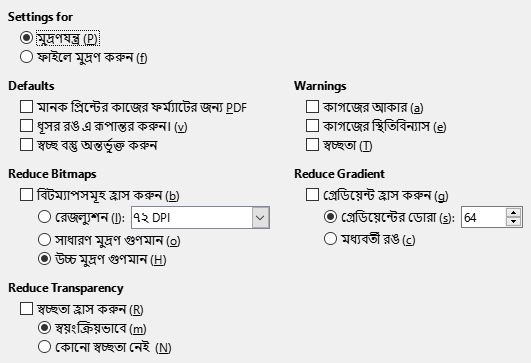 Settings for
মুদ্রণযন্ত্র (P)
ফাইলে মুদ্রণ করুন (f)
Defaults
মানক প্রিন্টের কাজের ফর্ম্যাটের জন্য PDF
ধূসর রঙ এ রূপান্তর করুন। (v)
স্বচ্ছ বস্তু অন্তর্ভূক্ত করুন
Warnings
কাগজের আকার (a)
কাগজের স্থিতিবিন্যাস (e)
স্বচ্ছতা (T)
Reduce Bitmaps
বিটম্যাপসমূহ হ্রাস করুন (b)
রেজল্যুশন (l): ৭২ DPI
সাধারণ মুদ্রণ গুণমান (o)
উচ্চ মুদ্রণ গুণমান (H)
Reduce Gradient
গ্রেডিয়েন্ট হ্রাস করুন (g)
গ্রেডিয়েন্টের ডোরা (s): 64
মধ্যবর্তী রঙ (c)
Reduce Transparency
স্বচ্ছতা হ্রাস করুন (R)
স্বয়ংক্রিয়ভাবে (m)
কোনো স্বচ্ছতা নেই (N)